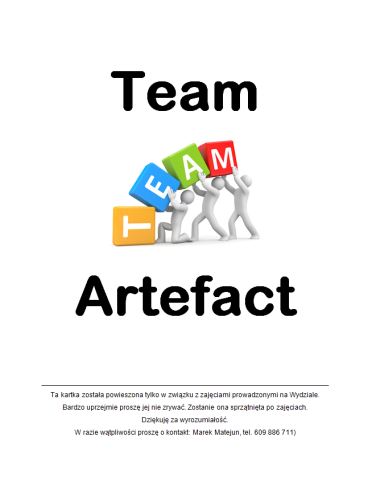 Team
TEAM
Artefact
Ta kartka została powieszona tylko w związku z zajęciami prowadzonymi na Wydziale.
Bardzo uprzejmie proszę jej nie zrywać. Zostanie ona sprzątnięta po zajęciach.
Dziękuję za wyrozumiałość.
W razie wątpliwości proszę o kontakt: Marek Matejun, tel. 609 886 711)